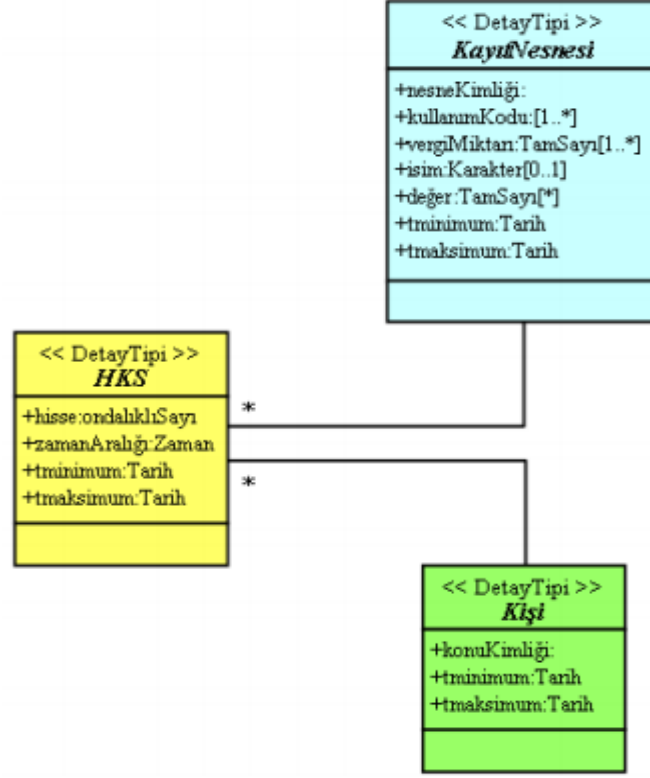 << DetayTipi >>
KayıtNesnesi
+nesneKimliği:
+kullanımKodu:[1..*]
+vergiMiktarı:TamSayı[1..*]
+isim:Karakter[0..1]
+değer:TamSayı[*]
+tminimum:Tarih
+tmaksimum:Tarih
<< DetayTipi >>
HKS
+hisse:ondalıklıSayı
+zamanAralığı:Zaman
+tminimum:Tarih
+tmaksimum:Tarih
*
*
<< DetayTipi >>
Kişi
+konuKimliği:
+tminimum:Tarih
+tmaksimum:Tarih